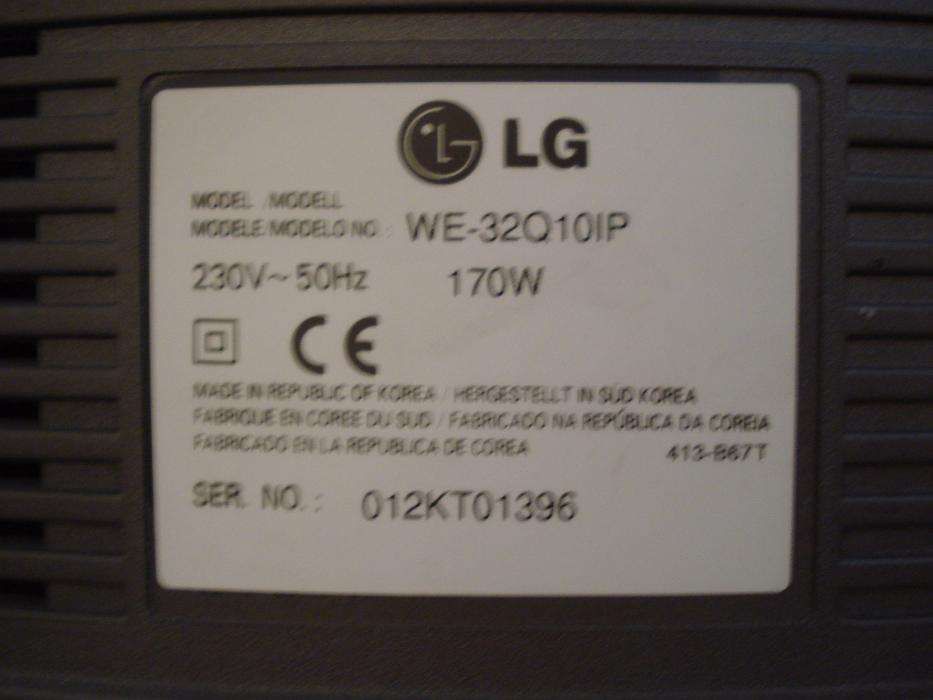 LG
MODEL /MODELL
MODELE/MODELO NO. : WE-32Q10IP
230V~ 50Hz 170W
CE
MADE IN REPUBLIC OF KOREA / HERGESTELLT IN SÜD KOREA
FABRIQUE EN COREE DU SUD / FABRICADO NA REPÚBLICA DA COREIA
FABRICADO EN LA REPUBLICA DE COREA 413-867T
SER. NO. : 012KT01396